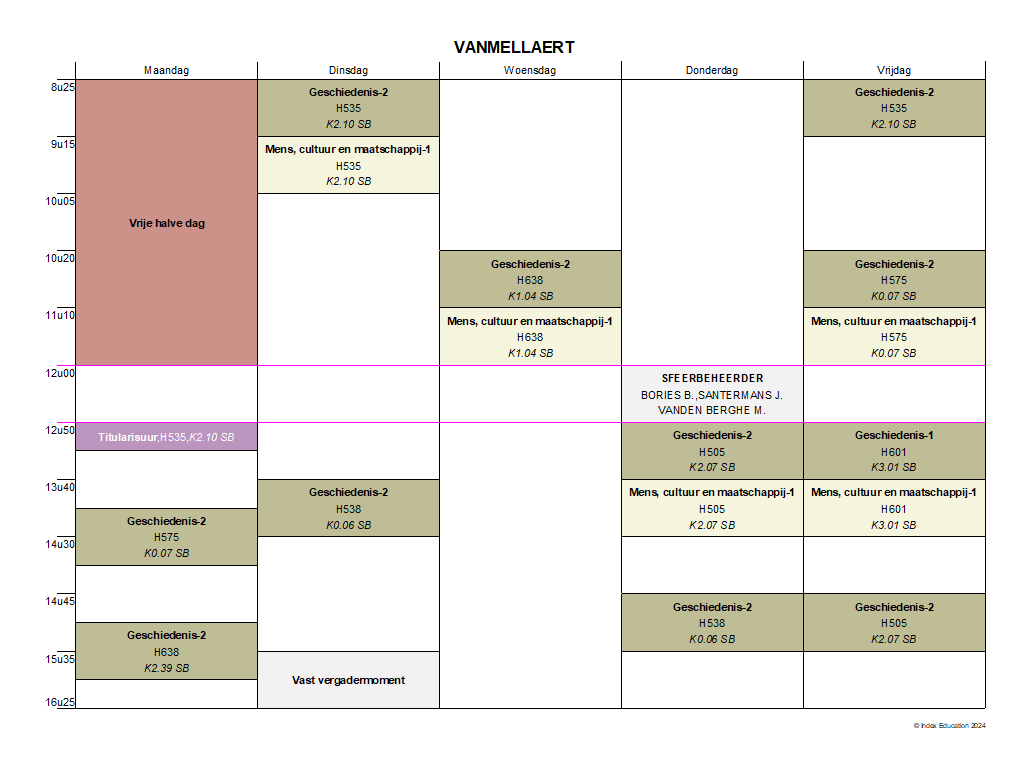 VANMELLAERT
Maandag
Dinsdag
Woensdag
Donderdag
Vrijdag
8u25
9u15
10u05
10u20
11u10
12u00
12u50
13u40
14u30
14u45
15u35
16u25
Vrije halve dag
Titularisuur,H535,K2.10 SB
Geschiedenis-2
H575
K0.07 SB
Geschiedenis-2
H638
K2.39 SB
Geschiedenis-2
H535
K2.10 SB
Mens, cultuur en maatschappij-1
H535
K2.10 SB
Geschiedenis-2
H538
K0.06 SB
Vast vergadermoment
Geschiedenis-2
H638
K1.04 SB
Mens, cultuur en maatschappij-1
H638
K1.04 SB
SFEERBEHEERDER
BORIES B.,SANTERMANS J.
VANDEN BERGHE M.
Geschiedenis-2
H505
K2.07 SB
Mens, cultuur en maatschappij-1
H505
K2.07 SB
Geschiedenis-2
H538
K0.06 SB
Geschiedenis-2
H535
K2.10 SB
Geschiedenis-2
H575
K0.07 SB
Mens, cultuur en maatschappij-1
H575
K0.07 SB
Geschiedenis-1
H601
K3.01 SB
Mens, cultuur en maatschappij-1
H601
K3.01 SB
Geschiedenis-2
H505
K2.07 SB
© Index Education 2024